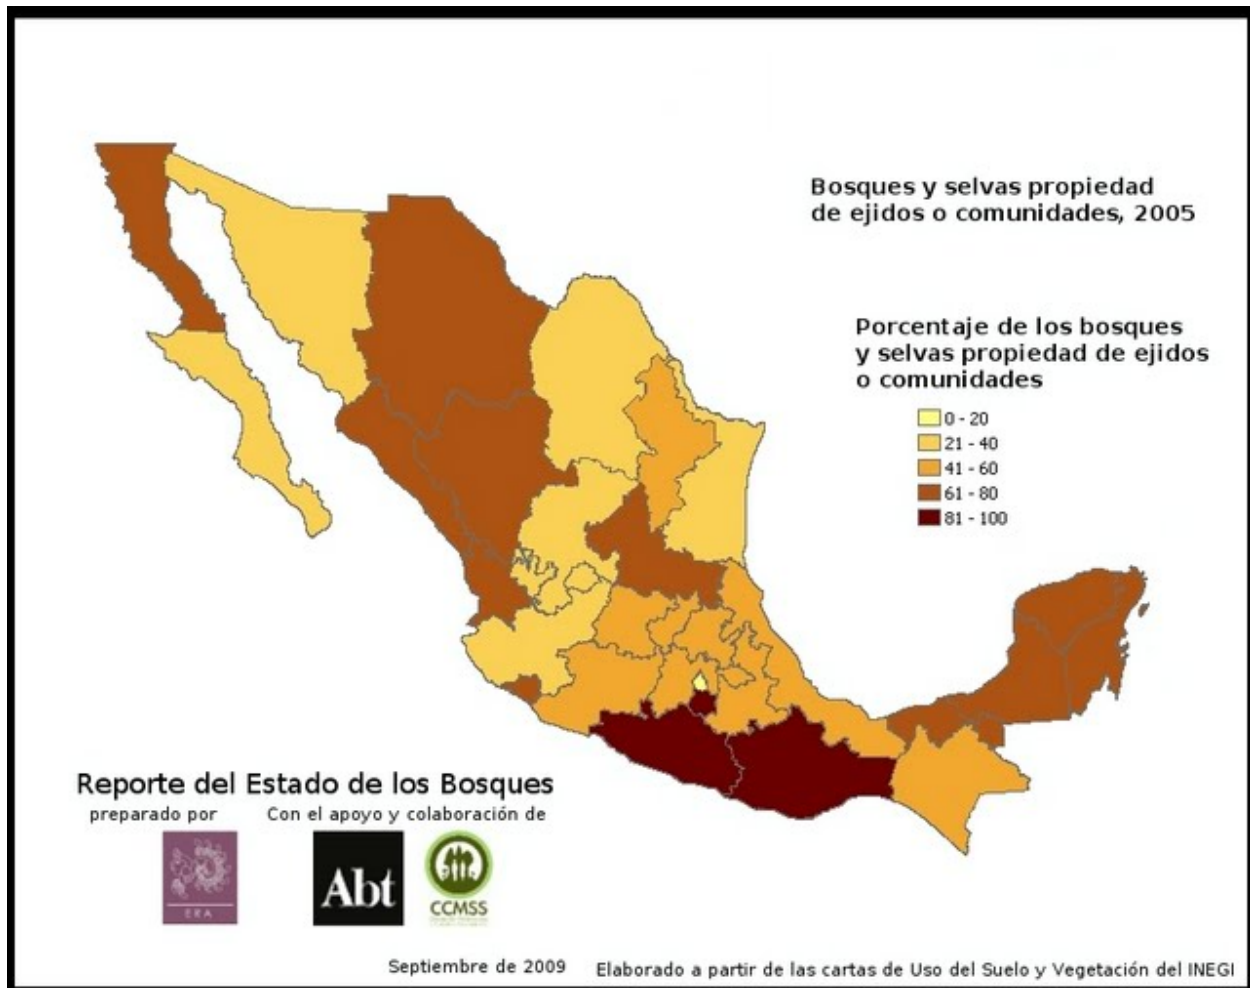 Bosques y selvas propiedad
de ejidos o comunidades, 2005
Porcentaje de los bosques
y selvas propiedad de ejidos
o comunidades
0 - 20
21 - 40
41 - 60
61 - 80
81 - 100
Reporte del Estado de los Bosques
preparado por
Con el apoyo y colaboración de
ERA
Abt
CCMSS
Septiembre de 2009
Elaborado a partir de las cartas de Uso del Suelo y Vegetación del INEGI